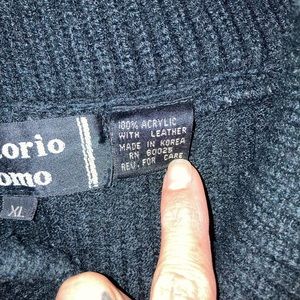 torio
omo
XL
100% ACRYLIC
WITH LEATHER
MADE IN KOREA
RN 60025
REV. FOR CARE